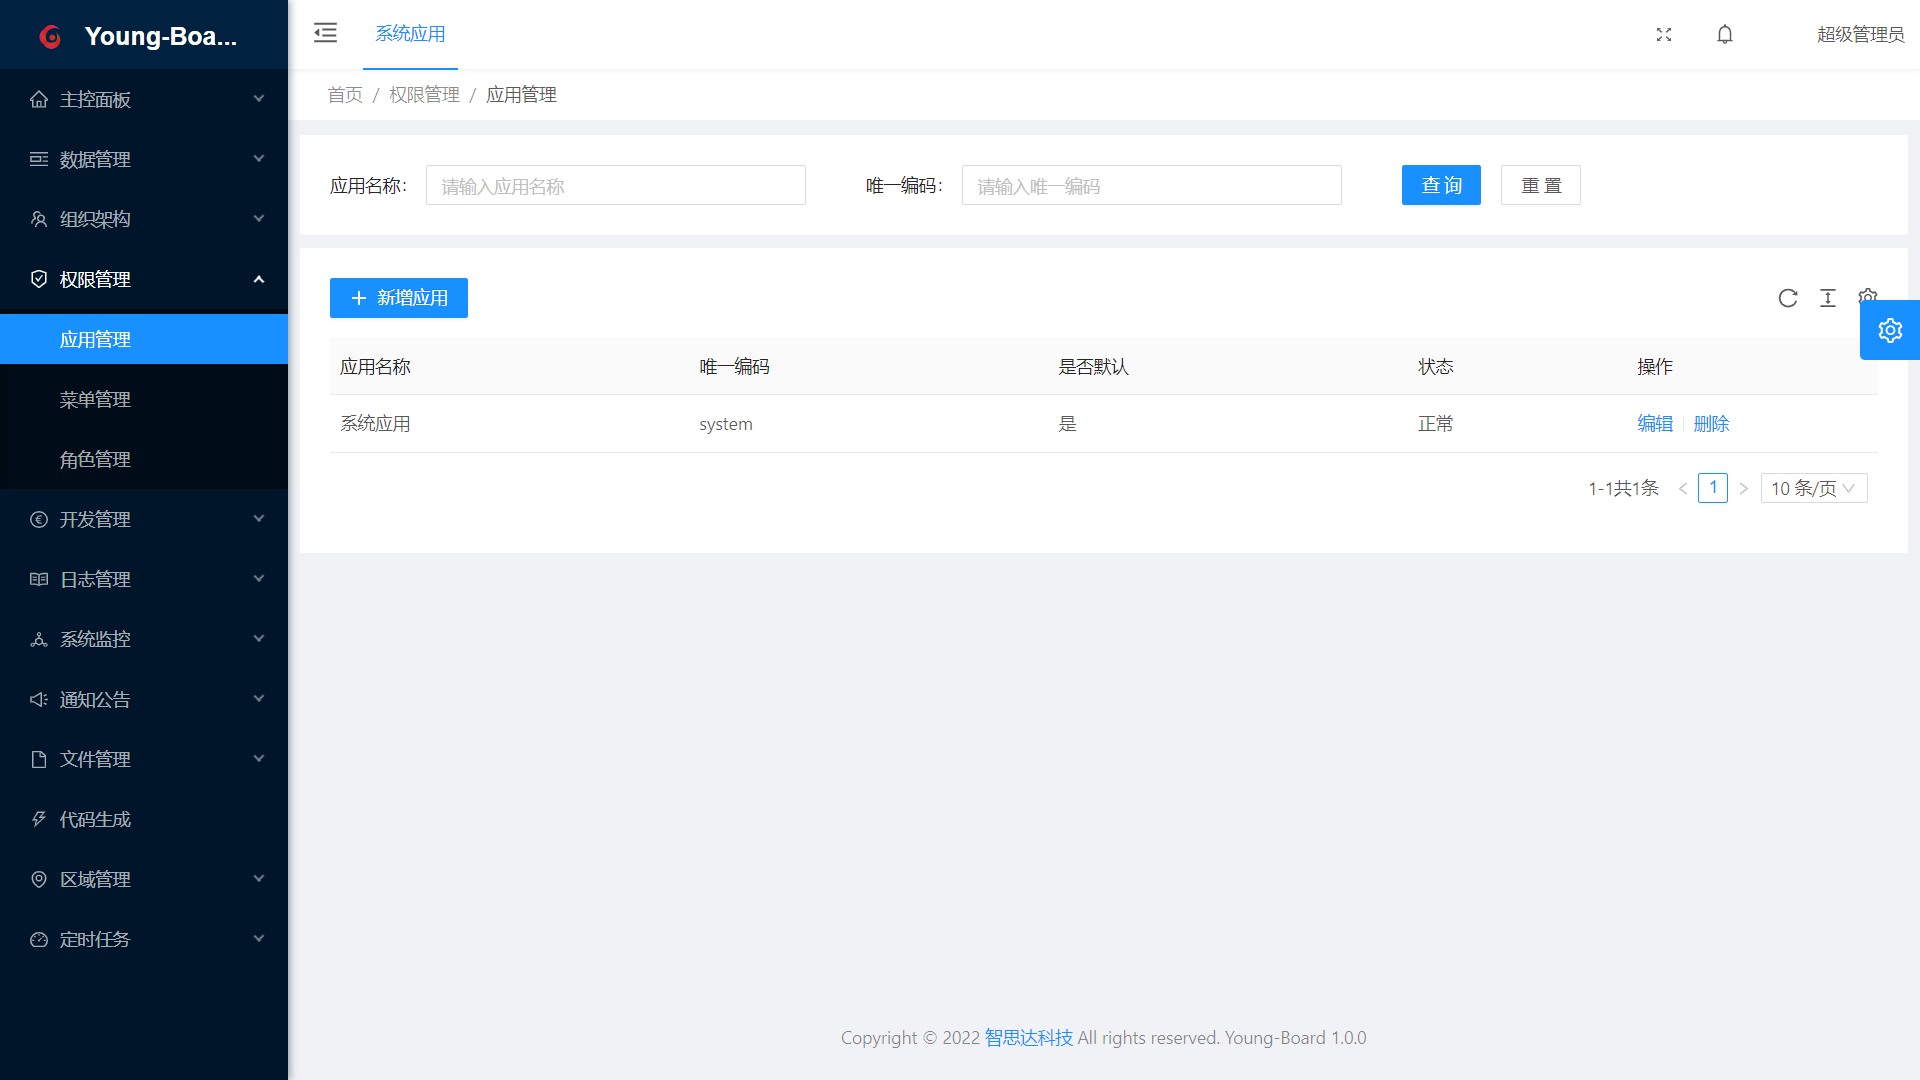 Young-Boa...
系统应用
超级管理员
首页 / 权限管理 / 应用管理
主控面板
数据管理
组织架构
权限管理
应用管理
菜单管理
角色管理
开发管理
日志管理
系统监控
通知公告
文件管理
代码生成
区域管理
定时任务
应用名称: 请输入应用名称 唯一编码: 请输入唯一编码 查 询 重 置
新增应用
应用名称 唯一编码 是否默认 状态 操作
系统应用 system 是 正常 编辑 删除
1-1共1条 < 1 > 10 条/页
Copyright © 2022 智思达科技 All rights reserved. Young-Board 1.0.0